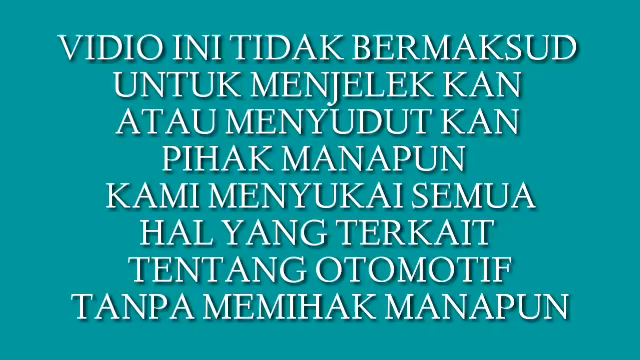 VIDIO INI TIDAK BERMAKSUD
UNTUK MENJELEK KAN
ATAU MENYUDUT KAN
PIHAK MANAPUN
KAMI MENYUKAI SEMUA
HAL YANG TERKAIT
TENTANG OTOMOTIF
TANPA MEMIHAK MANAPUN